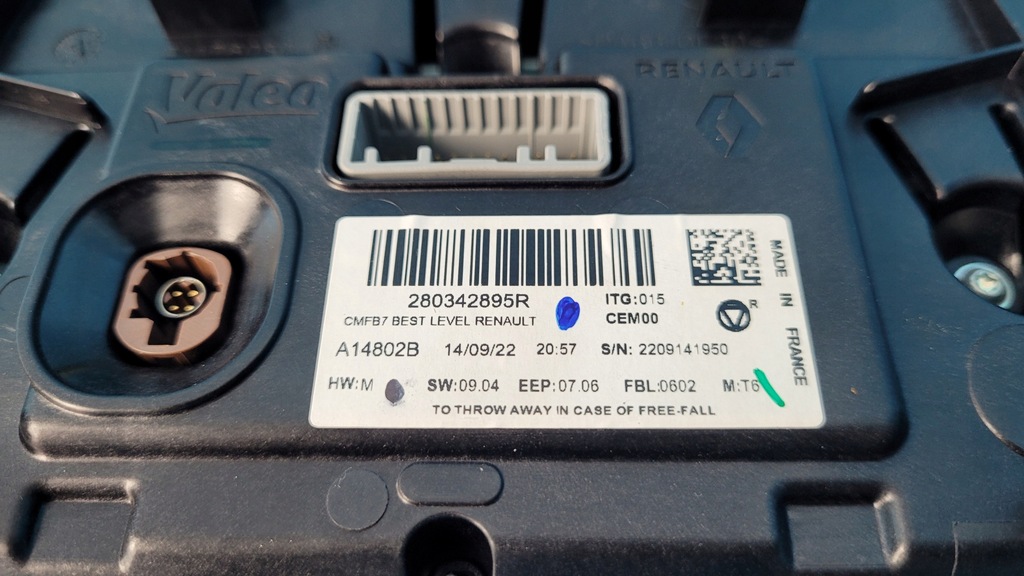 Valeo
RENAULT
280342895R
ITG:015
CMFB7 BEST LEVEL RENAULT
CEM00
R
MADE IN FRANCE
A14802B 14/09/22 20:57 S/N: 2209141950
HW:M SW:09.04 EEP:07.06 FBL:0602 M:T6
TO THROW AWAY IN CASE OF FREE-FALL